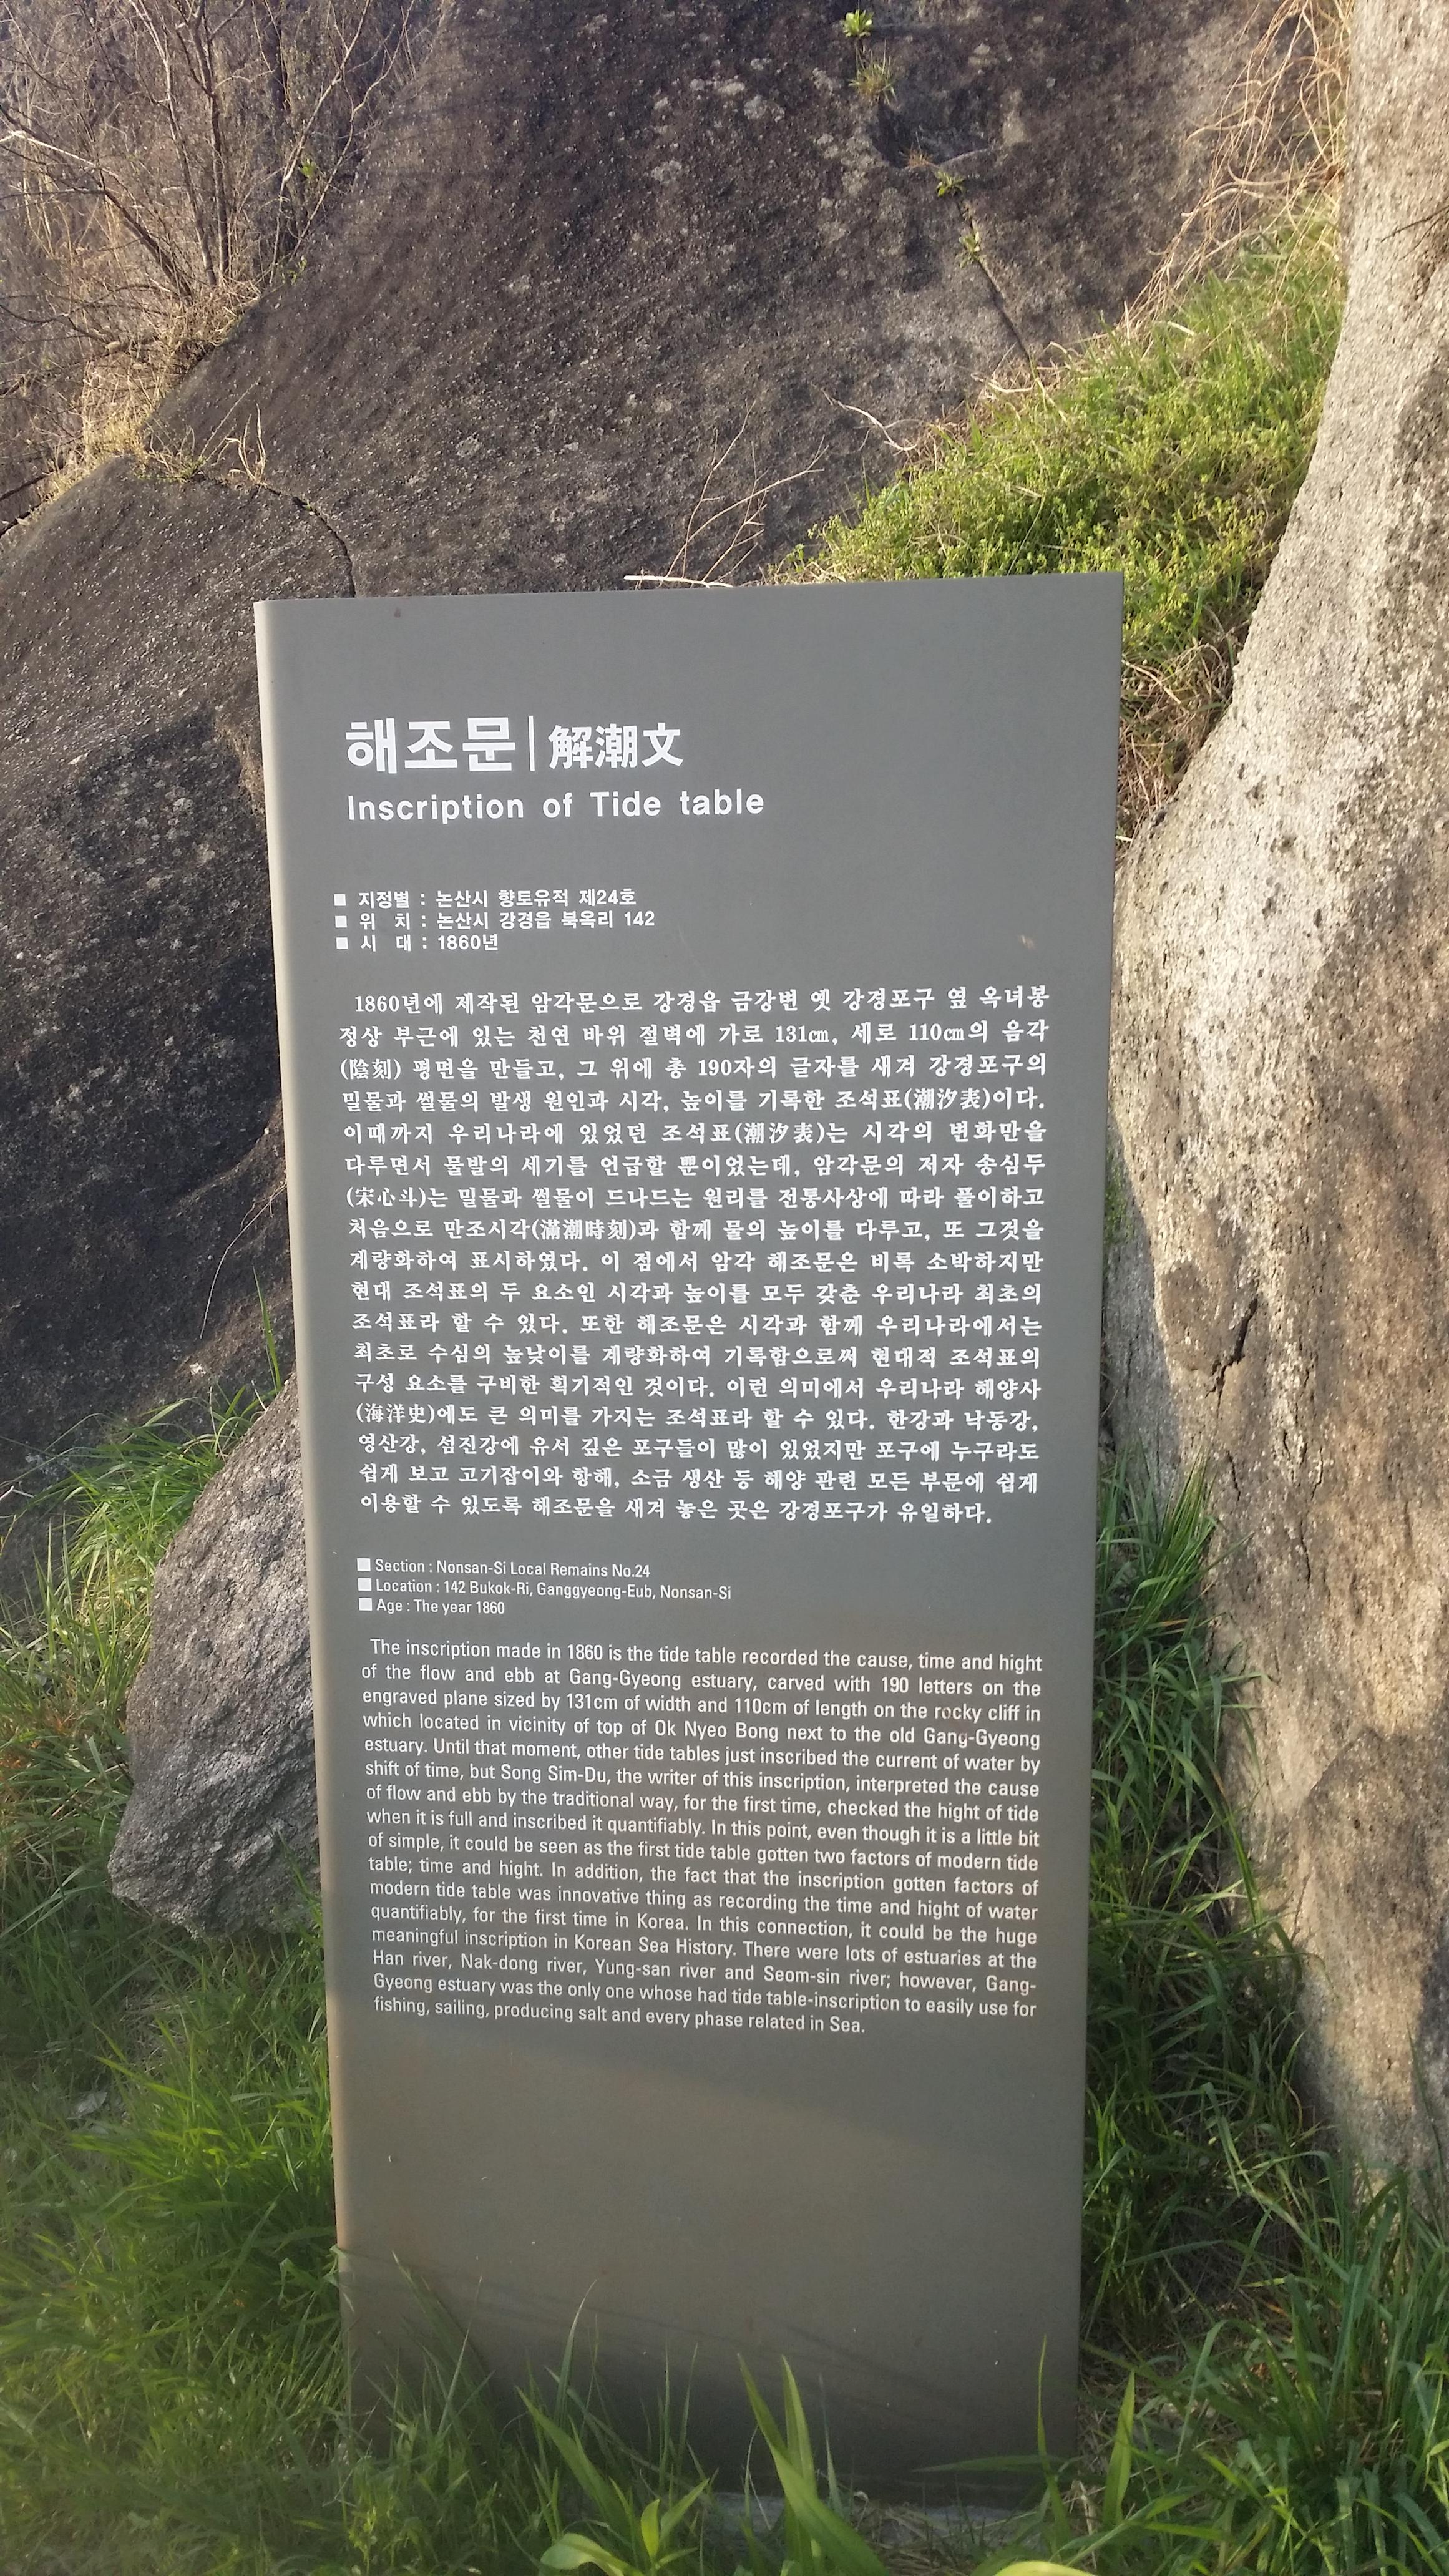 해조문|解潮文
Inscription of Tide table
■ 지정별 : 논산시 향토유적 제24호
■ 위 치 : 논산시 강경읍 북옥리 142
■ 시 대 : 1860년
1860년에 제작된 암각문으로 강경읍 금강변 옛 강경포구 옆 옥녀봉
정상 부근에 있는 천연 바위 절벽에 가로 131㎝, 세로 110㎝의 음각
(陰刻) 평면을 만들고, 그 위에 총 190자의 글자를 새겨 강경포구의
밀물과 썰물의 발생 원인과 시각, 높이를 기록한 조석표(潮汐表)이다.
이때까지 우리나라에 있었던 조석표(潮汐表)는 시각의 변화만을
다루면서 물발의 세기를 언급할 뿐이었는데, 암각문의 저자 송심두
(宋心斗)는 밀물과 썰물이 드나드는 원리를 전통사상에 따라 풀이하고
처음으로 만조시각(滿潮時刻)과 함께 물의 높이를 다루고, 또 그것을
계량화하여 표시하였다. 이 점에서 암각 해조문은 비록 소박하지만
현대 조석표의 두 요소인 시각과 높이를 모두 갖춘 우리나라 최초의
조석표라 할 수 있다. 또한 해조문은 시각과 함께 우리나라에서는
최초로 수심의 높낮이를 계량화하여 기록함으로써 현대적 조석표의
구성 요소를 구비한 획기적인 것이다. 이런 의미에서 우리나라 해양사
(海洋史)에도 큰 의미를 가지는 조석표라 할 수 있다. 한강과 낙동강,
영산강, 섬진강에 유서 깊은 포구들이 많이 있었지만 포구에 누구라도
쉽게 보고 고기잡이와 항해, 소금 생산 등 해양 관련 모든 부문에 쉽게
이용할 수 있도록 해조문을 새겨 놓은 곳은 강경포구가 유일하다.
■ Section : Nonsan-Si Local Remains No.24
■ Location : 142 Bukok-Ri, Ganggyeong-Eub, Nonsan-Si
■ Age : The year 1860
The inscription made in 1860 is the tide table recorded the cause, time and hight
of the flow and ebb at Gang-Gyeong estuary, carved with 190 letters on the
engraved plane sized by 131cm of width and 110cm of length on the rocky cliff in
which located in vicinity of top of Ok Nyeo Bong next to the old Gang-Gyeong
estuary. Until that moment, other tide tables just inscribed the current of water by
shift of time, but Song Sim-Du, the writer of this inscription, interpreted the cause
of flow and ebb by the traditional way, for the first time, checked the hight of tide
when it is full and inscribed it quantifiably. In this point, even though it is a little bit
of simple, it could be seen as the first tide table gotten two factors of modern tide
table; time and hight. In addition, the fact that the inscription gotten factors of
modern tide table was innovative thing as recording the time and hight of water
quantifiably, for the first time in Korea. In this connection, it could be the huge
meaningful inscription in Korean Sea History. There were lots of estuaries at the
Han river, Nak-dong river, Yung-san river and Seom-sin river; however, Gang-
Gyeong estuary was the only one whose had tide table-inscription to easily use for
fishing, sailing, producing salt and every phase related in Sea.